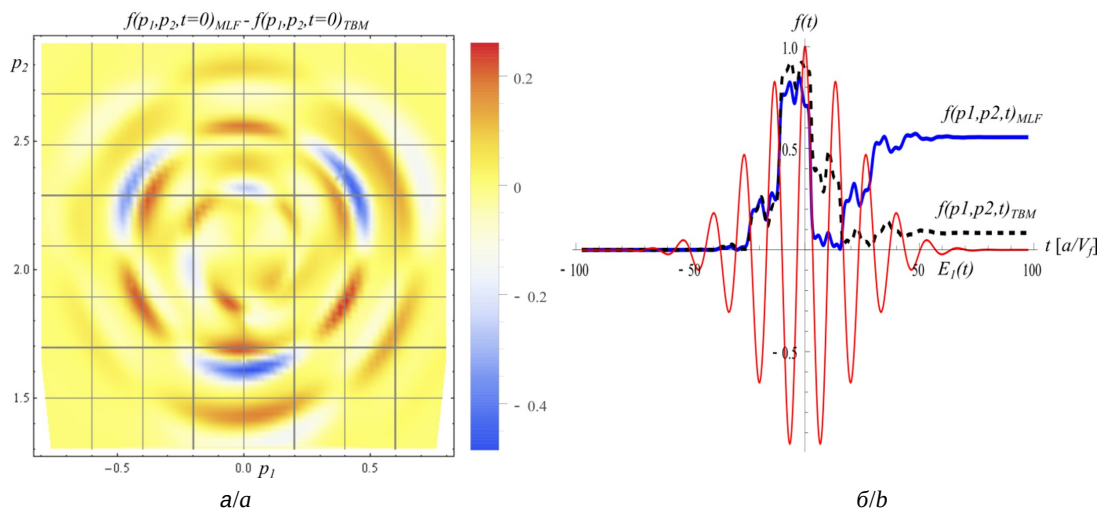 f(p₁,p₂,t=0)MLF - f(p₁,p₂,t=0)TBM
p₂
2.5
2.0
1.5
−0.5
0.0
0.5
p₁
0.2
0
- 0.2
- 0.4
а/a
f(t)
1.0
0.5
- 0.5
- 100
- 50
50
100
f(p1,p2,t)MLF
f(p1,p2,t)TBM
t [a/Vf]
E₁(t)
б/b